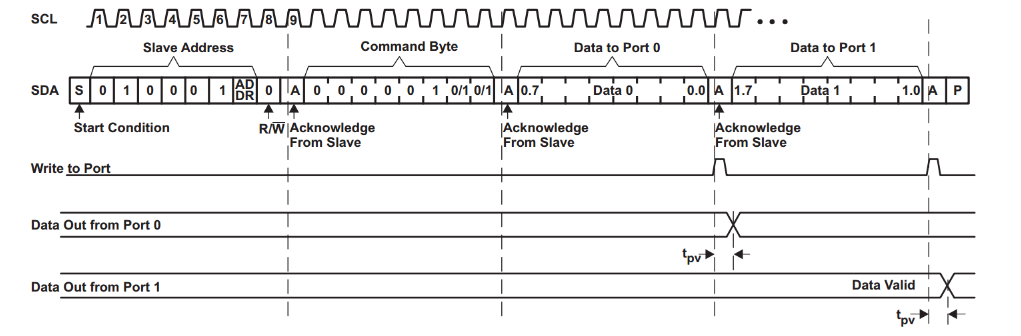 SCL 1 2 3 4 5 6 7 8 9
Slave Address Command Byte Data to Port 0 Data to Port 1
SDA S 0 1 0 0 0 1 AD DR 0 A 0 0 0 0 0 1 0/1 0/1 A 0.7 Data 0 0.0 A 1.7 Data 1 1.0 A P
Start Condition R/W Acknowledge From Slave Acknowledge From Slave Acknowledge From Slave
Write to Port
Data Out from Port 0
tpv
Data Out from Port 1 Data Valid
tpv